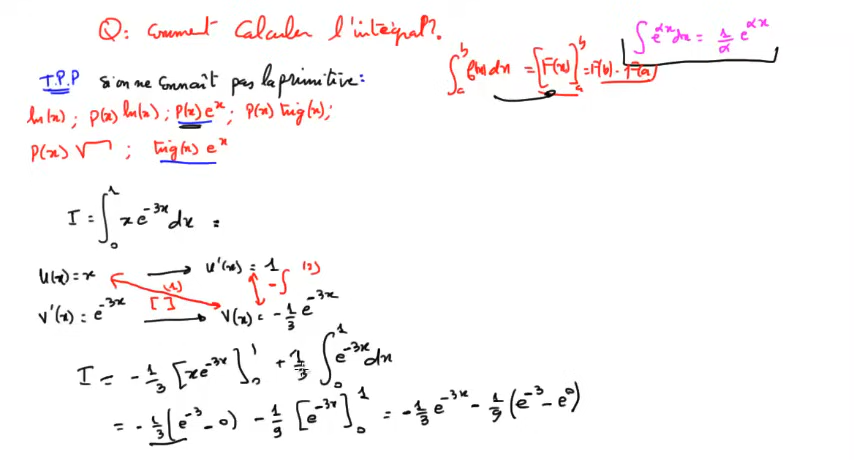 Q: Comment Calculer l'intégral?
∫e^{αx}dx = 1/α e^{αx}
∫_a^b f(x)dx = [F(x)]_a^b = F(b) - F(a)
I.P.P si on ne connaît pas la primitive:
ln(x) ; P(x) ln(x) ; P(x) e^x ; P(x) trig(x);
P(x) √ ; trig(x) e^x
I = ∫_0^1 x e^{-3x} dx =
U(x) = x → U'(x) = 1
(1) [ ] -∫ (2)
V'(x) = e^{-3x} → V(x) = -1/3 e^{-3x}
I = -1/3 [xe^{-3x}]_0^1 + 1/3 ∫_0^1 e^{-3x} dx
= -1/3 (e^{-3} - 0) - 1/9 [e^{-3x}]_0^1 = -1/3 e^{-3x} - 1/9 (e^{-3} - e^0)